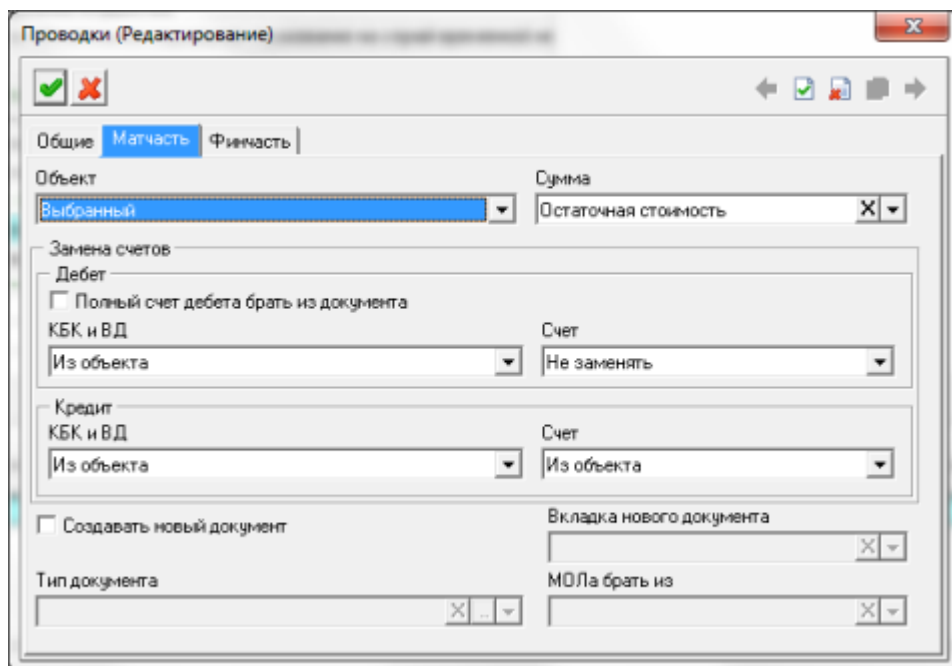 Проводки (Редактирование)
Общие Матчасть Финчасть
Объект Сумма
Выбранный Остаточная стоимость
Замена счетов
Дебет
Полный счет дебета брать из документа
КБК и ВД Счет
Из объекта Не заменять
Кредит
КБК и ВД Счет
Из объекта Из объекта
Создавать новый документ Вкладка нового документа
Тип документа МОЛа брать из